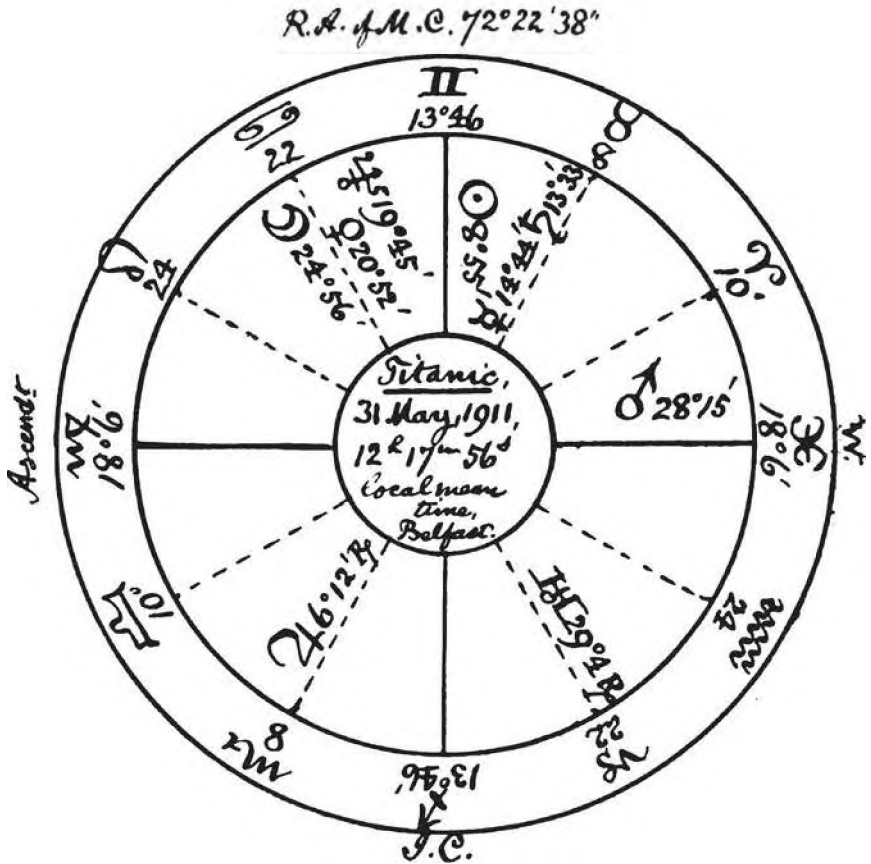 R.A. of M.C. 72°22'38"
♊
13°46
♋
22
♉
8
♆ ♋ 19°45'
♀ 20°52'
☽ 24°56'
☉ 8°55'
☿ 14°44'
♄ 13°33'
♌
24
♈
10°
Ascendt
♍
18°6'
♂ 28°15'
♓
18°6'
W.
Titanic,
31 May, 1911,
12h 17m 56s
Local mean
time,
Belfast.
♎
10°
♃ 6°12' ℞
♅ 29°4 ℞
♒
24
♏
8
13°46'
♐
♑
22
I.C.